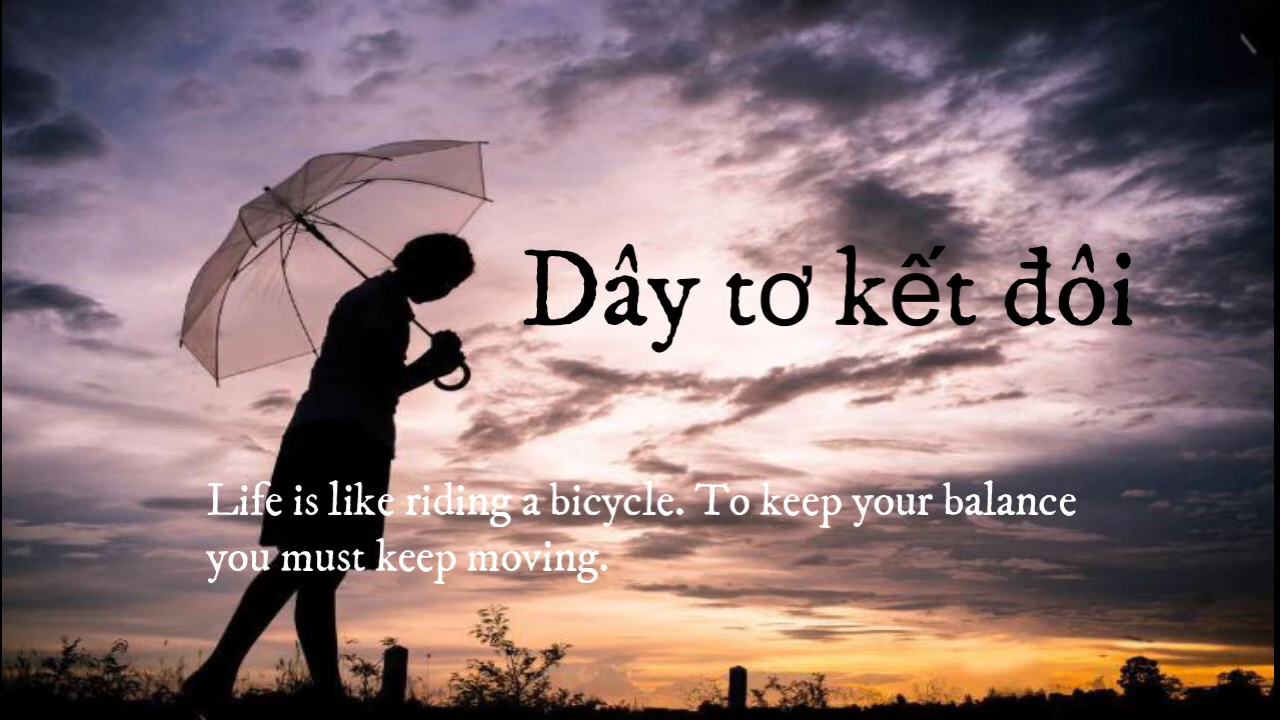 Dây tơ kết đôi
Life is like riding a bicycle. To keep your balance
you must keep moving.